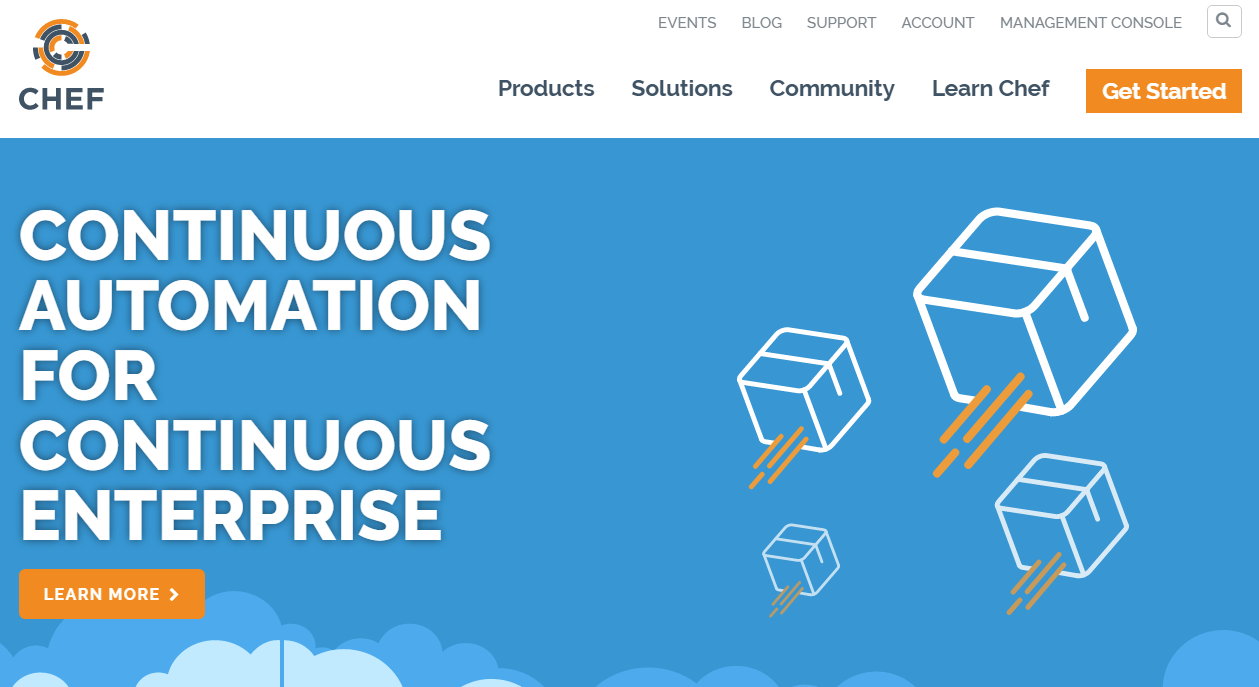 EVENTS BLOG SUPPORT ACCOUNT MANAGEMENT CONSOLE
CHEF
Products Solutions Community Learn Chef Get Started
CONTINUOUS
AUTOMATION
FOR
CONTINUOUS
ENTERPRISE
LEARN MORE